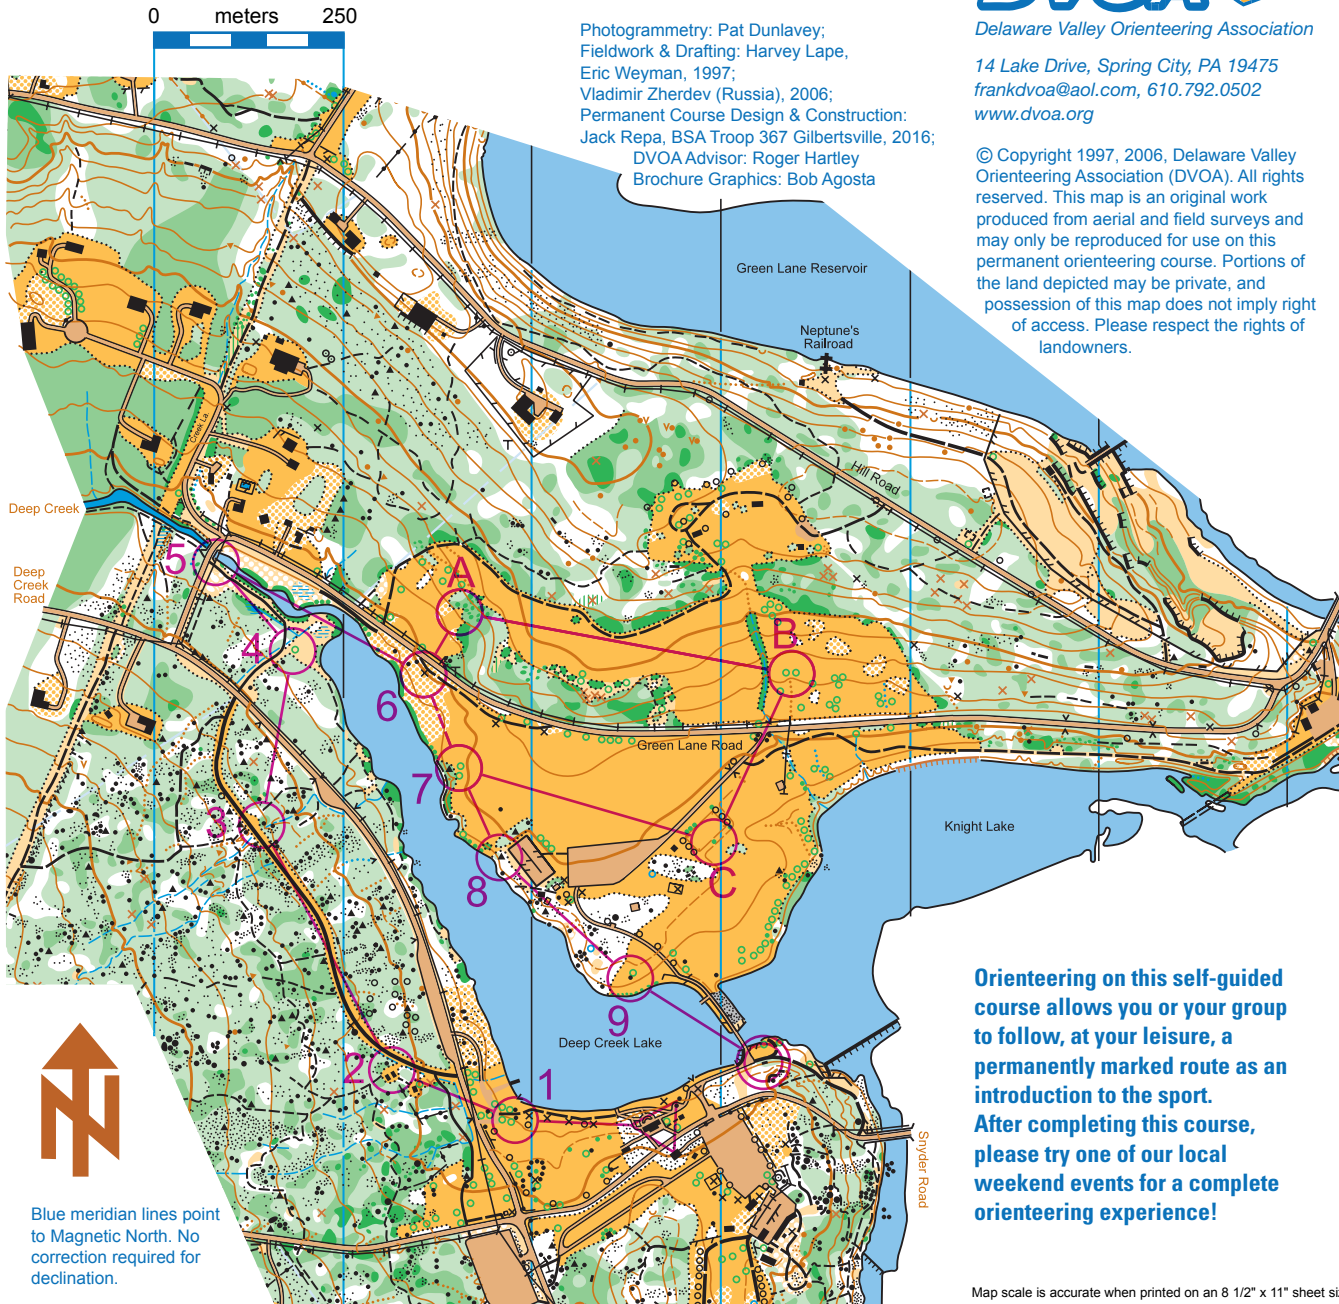 0 meters 250
Photogrammetry: Pat Dunlavey;
Fieldwork & Drafting: Harvey Lape,
Eric Weyman, 1997;
Vladimir Zherdev (Russia), 2006;
Permanent Course Design & Construction:
Jack Repa, BSA Troop 367 Gilbertsville, 2016;
DVOA Advisor: Roger Hartley
Brochure Graphics: Bob Agosta
DVOA
Delaware Valley Orienteering Association
14 Lake Drive, Spring City, PA 19475
frankdvoa@aol.com, 610.792.0502
www.dvoa.org
© Copyright 1997, 2006, Delaware Valley
Orienteering Association (DVOA). All rights
reserved. This map is an original work
produced from aerial and field surveys and
may only be reproduced for use on this
permanent orienteering course. Portions of
the land depicted may be private, and
possession of this map does not imply right
of access. Please respect the rights of
landowners.
Green Lane Reservoir
Neptune's
Railroad
Creek La
Hill Road
Deep Creek
Deep
Creek
Road
5
A
4
B
6
Green Lane Road
7
3
Knight Lake
8
C
9
Deep Creek Lake
2
1
Snyder Road
N
Blue meridian lines point
to Magnetic North. No
correction required for
declination.
Orienteering on this self-guided
course allows you or your group
to follow, at your leisure, a
permanently marked route as an
introduction to the sport.
After completing this course,
please try one of our local
weekend events for a complete
orienteering experience!
Map scale is accurate when printed on an 8 1/2" x 11" sheet